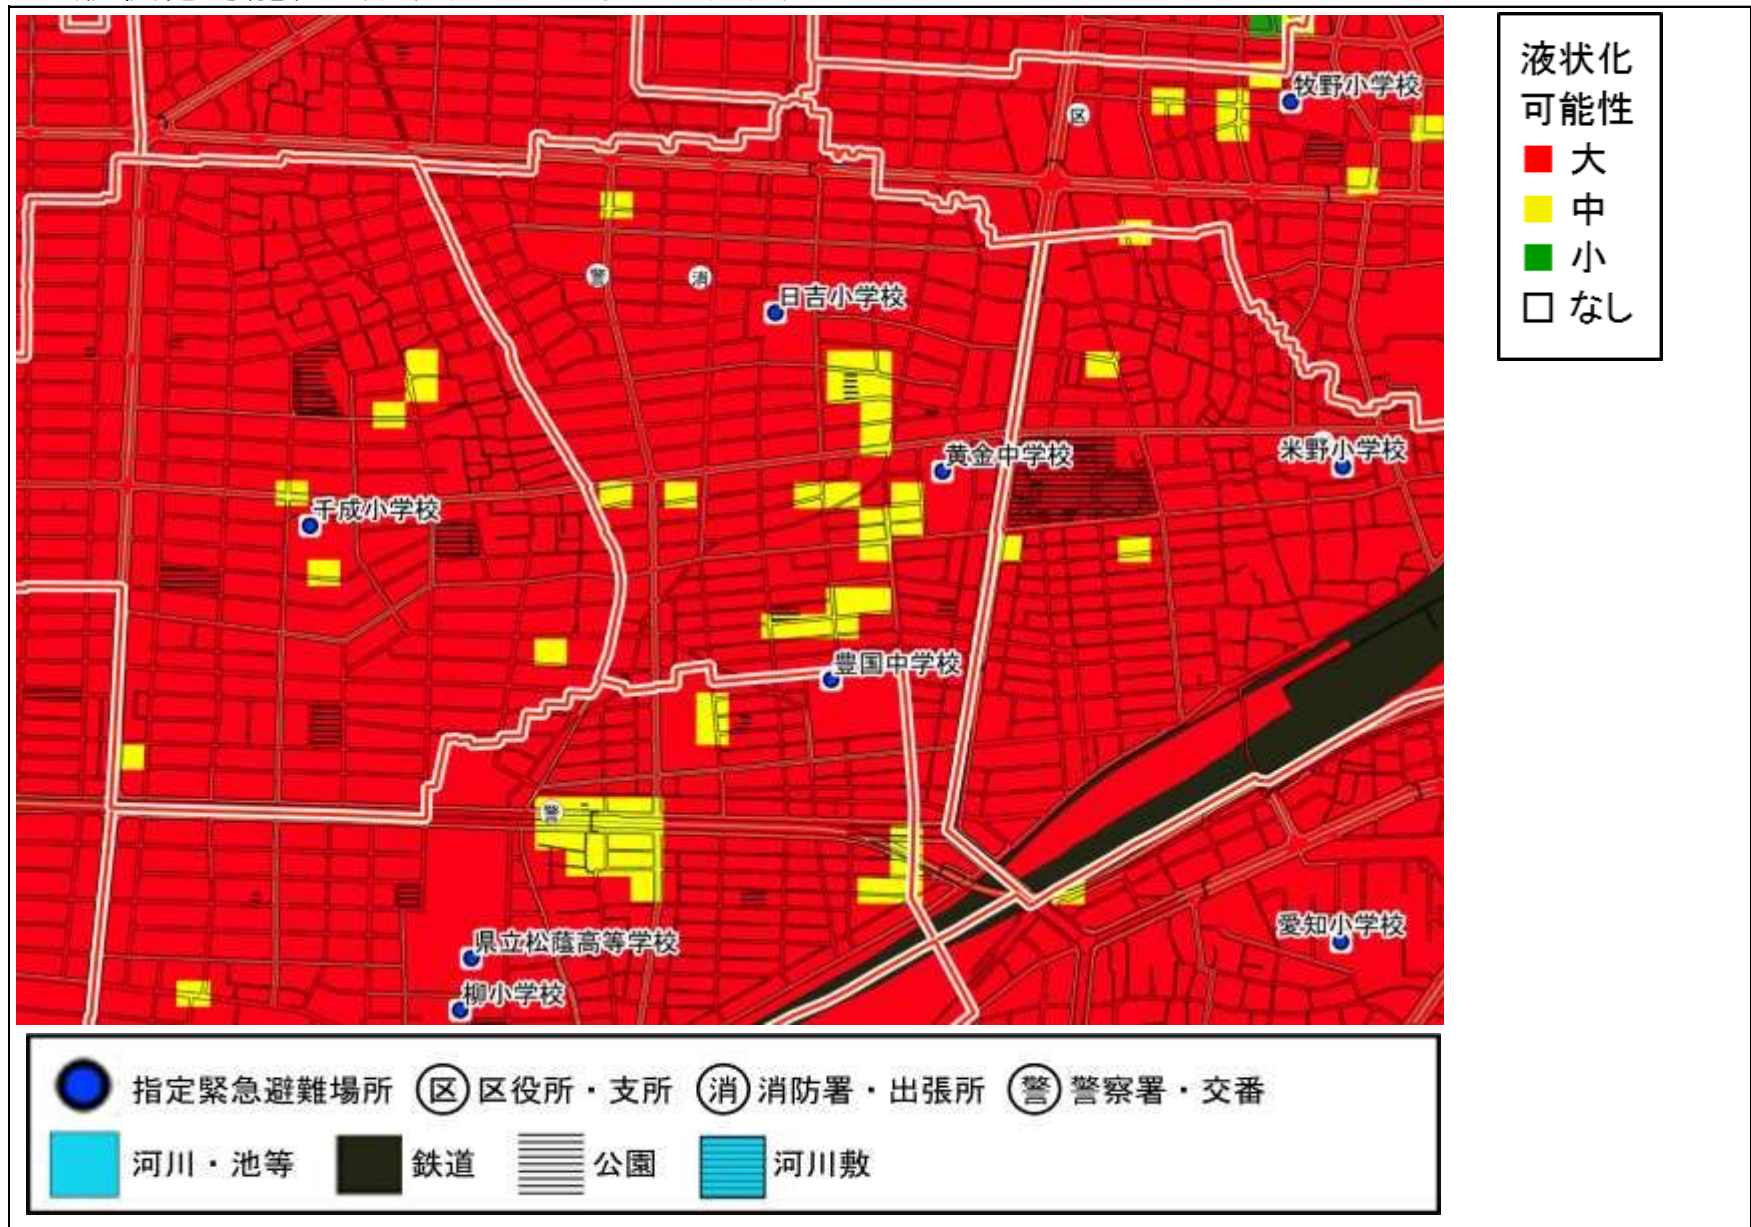 液状化
可能性
大
中
小
なし
牧野小学校
区
警
消
日吉小学校
黄金中学校
米野小学校
千成小学校
豊国中学校
警
愛知小学校
県立松蔭高等学校
柳小学校
指定緊急避難場所 区 区役所・支所 消 消防署・出張所 警 警察署・交番
河川・池等 鉄道 公園 河川敷